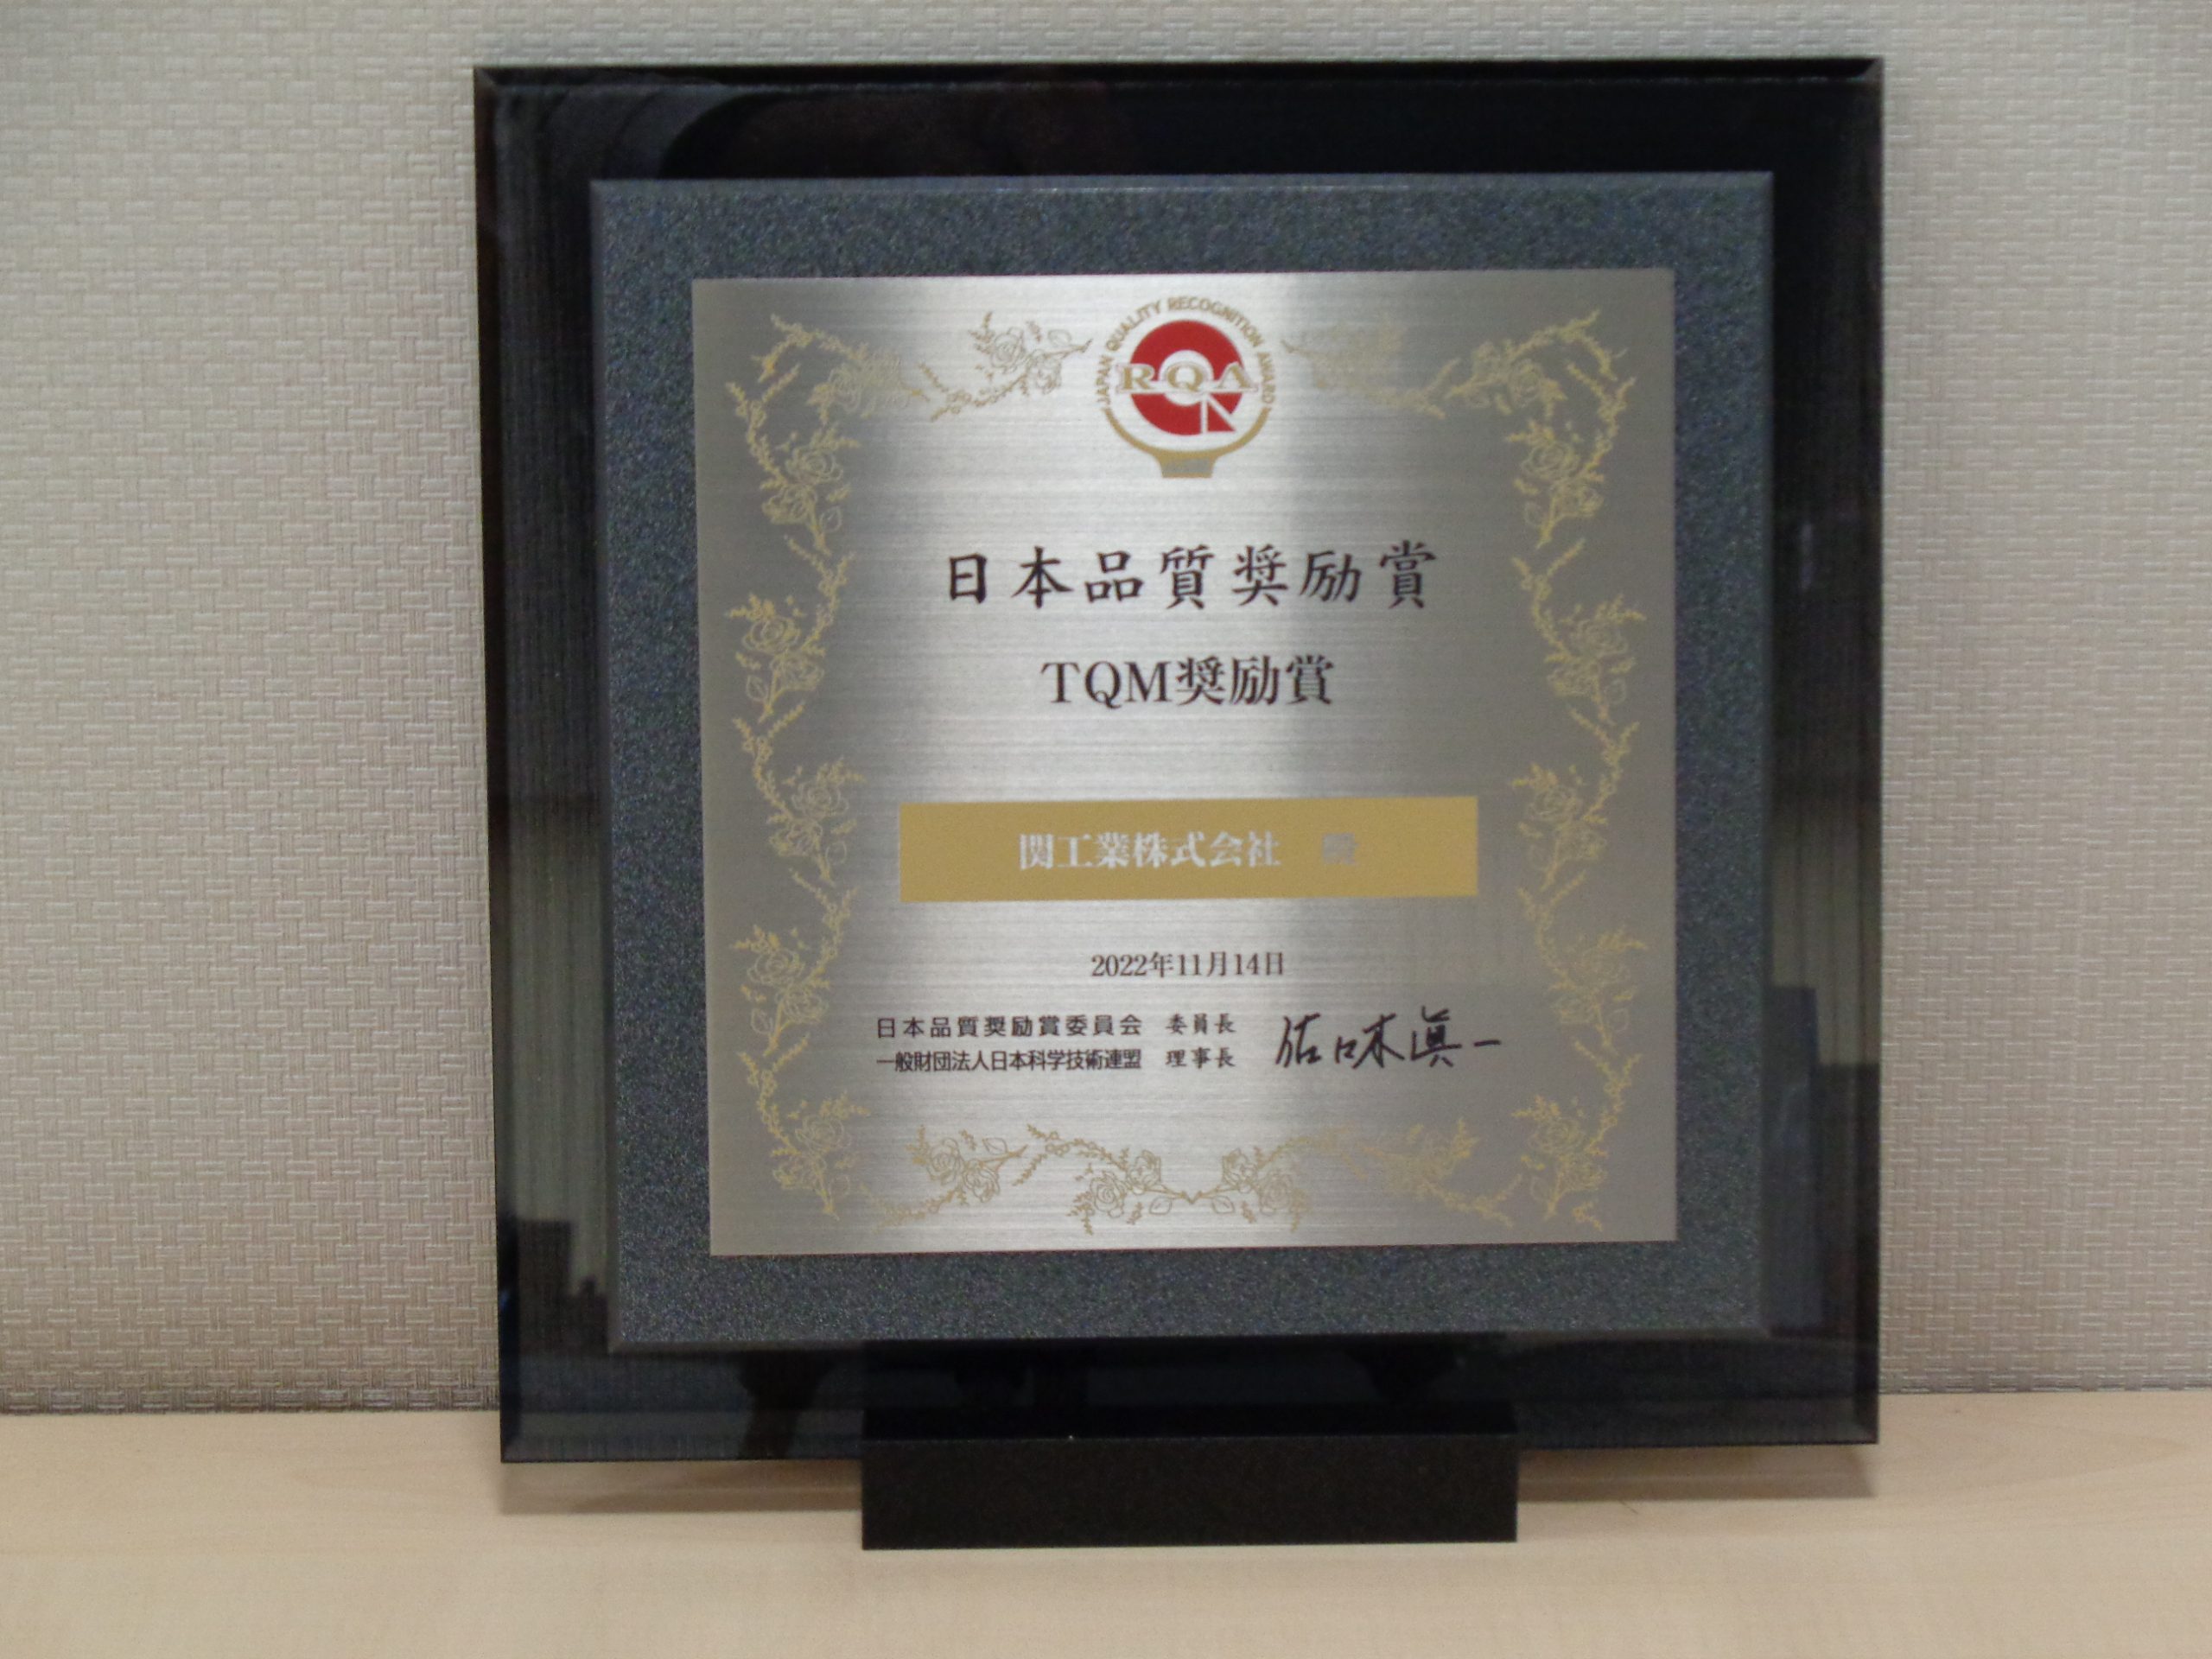 JAPAN QUALITY RECOGNITION AWARD
RQA
日本品質奨励賞
TQM奨励賞
関工業株式会社
2022年11月14日
日本品質奨励賞委員会 委員長
一般財団法人日本科学技術連盟 理事長
佐々木眞一